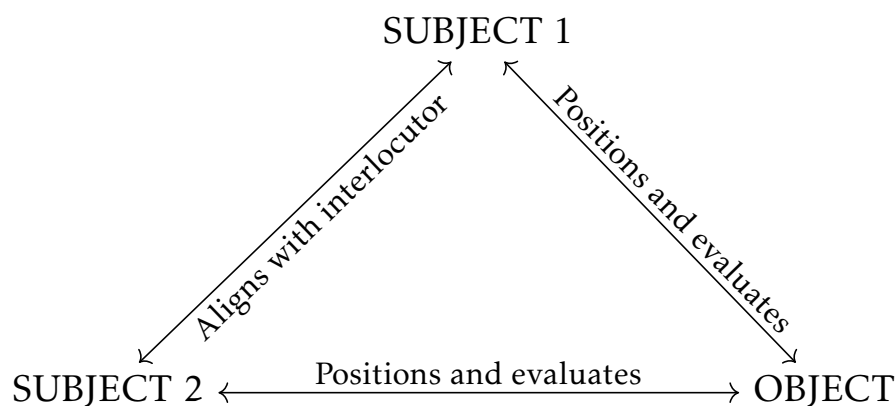 SUBJECT 1
Aligns with interlocutor
Positions and evaluates
SUBJECT 2
Positions and evaluates
OBJECT